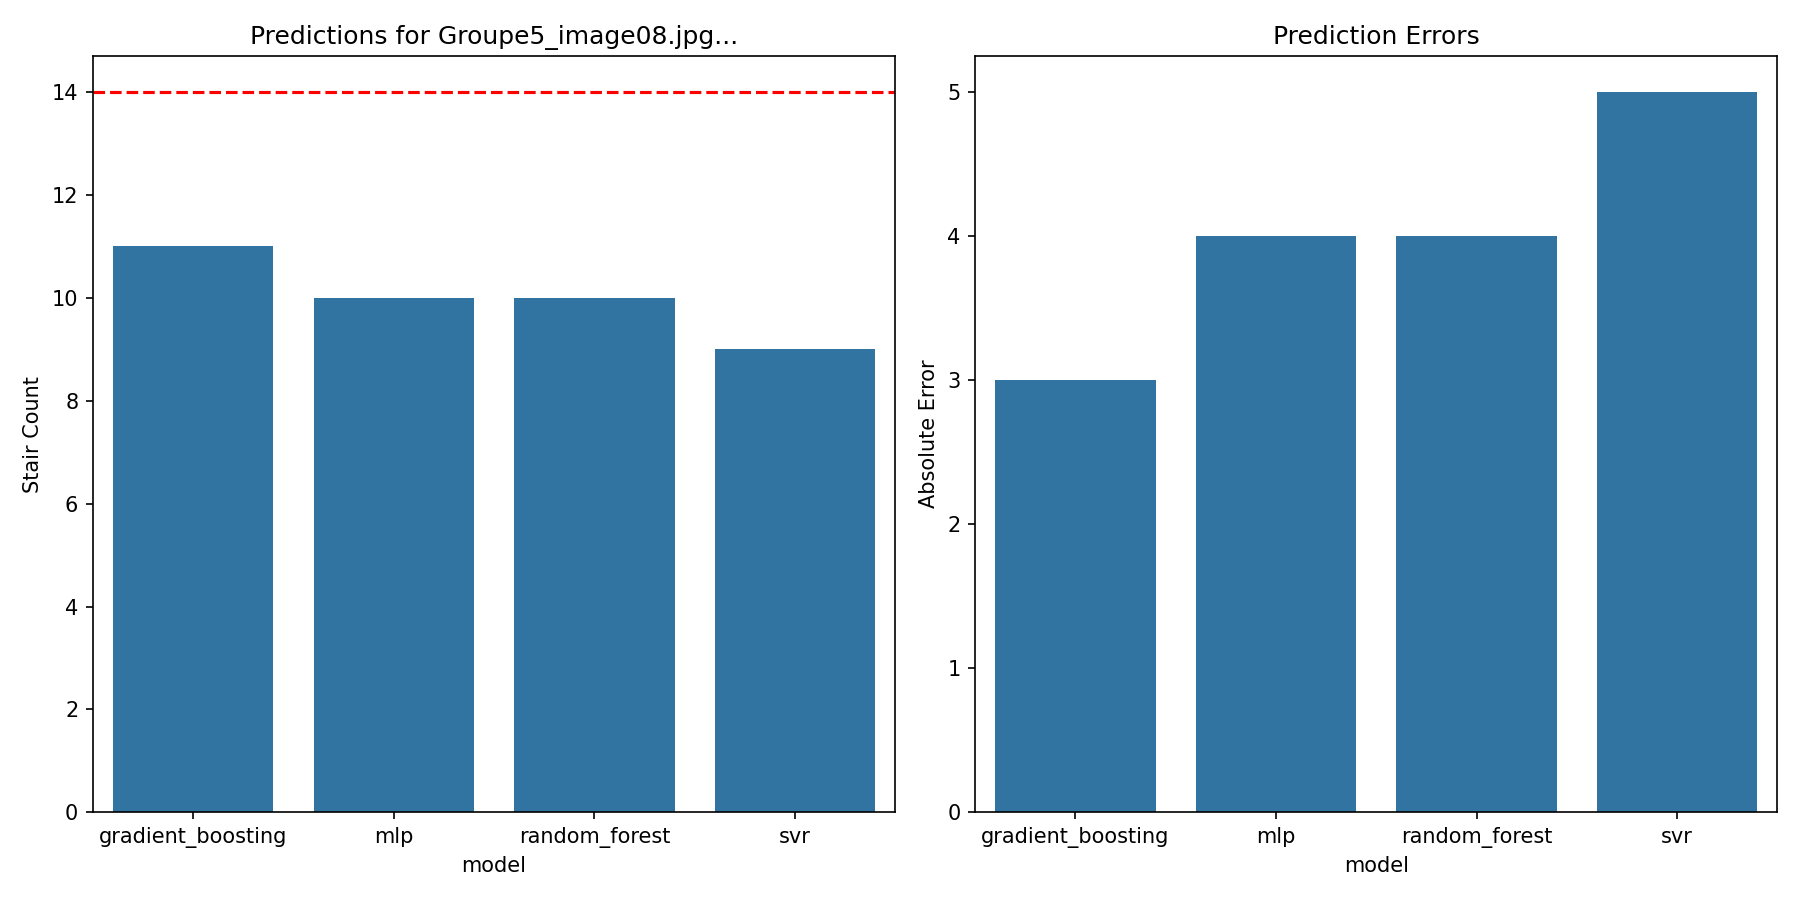 Predictions for Groupe5_image08.jpg...
14
12
10
8
6
4
2
0
Stair Count
gradient_boosting mlp random_forest svr
model
Prediction Errors
5
4
3
2
1
0
Absolute Error
gradient_boosting mlp random_forest svr
model